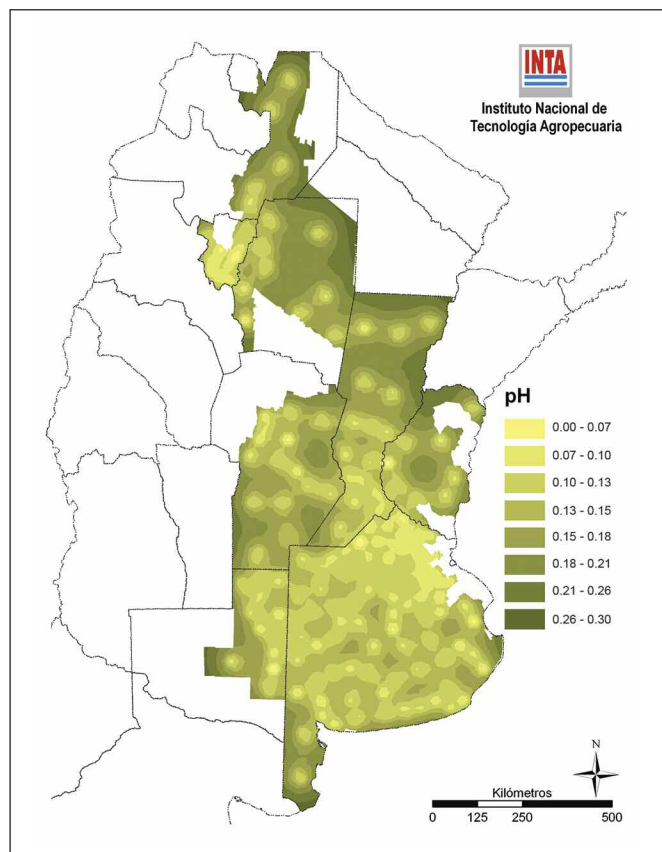 INTA
Instituto Nacional de
Tecnología Agropecuaria
pH
0.00 - 0.07
0.07 - 0.10
0.10 - 0.13
0.13 - 0.15
0.15 - 0.18
0.18 - 0.21
0.21 - 0.26
0.26 - 0.30
N
Kilómetros
0 125 250 500